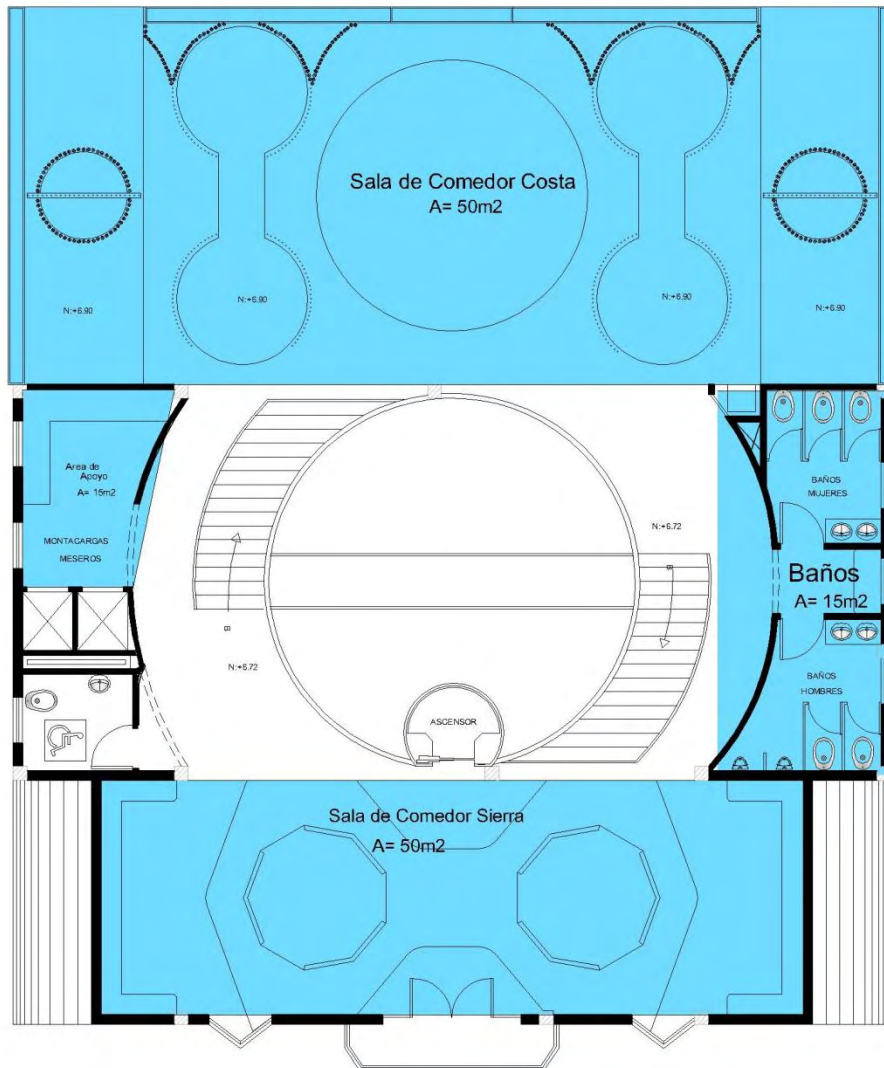 Sala de Comedor Costa
A= 50m2
N:+6.90
N:+6.90
N:+6.90
N:+6.90
Area de
Apoyo
A= 15m2
MONTACARGAS
MESEROS
BAÑOS
MUJERES
N:+6.72
Baños
A= 15m2
N:+6.72
BAÑOS
HOMBRES
ASCENSOR
Sala de Comedor Sierra
A= 50m2